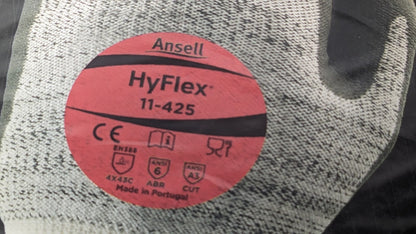 Ansell
HyFlex®
11-425
CE i
EN388 ANSI ANSI
6 A3
4X43C ABR CUT
Made in Portugal